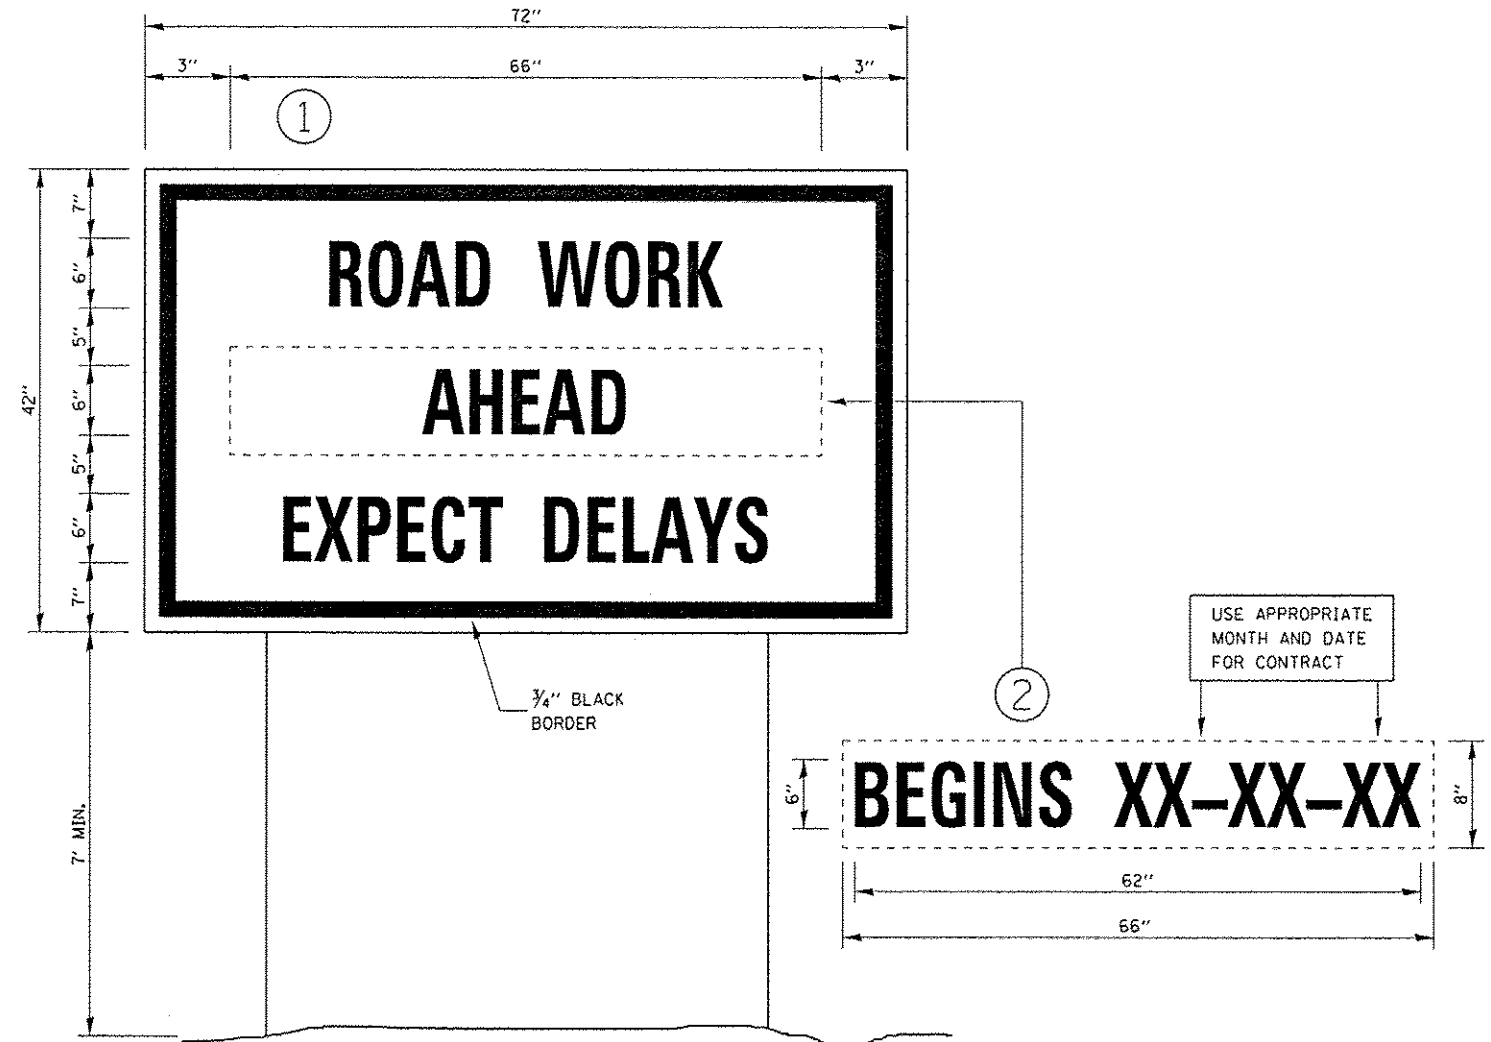 72"
3" 66" 3"
1
7"
ROAD WORK
6"
5"
42"
AHEAD
6"
5"
EXPECT DELAYS
6"
7"
USE APPROPRIATE
MONTH AND DATE
FOR CONTRACT
3/4" BLACK
BORDER
2
7' MIN.
6"
BEGINS XX-XX-XX
8"
62"
66"